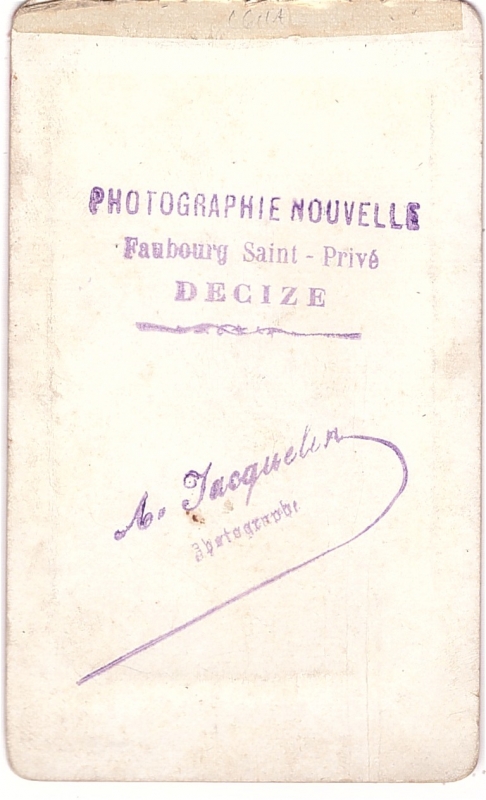 PHOTOGRAPHIE NOUVELLE
Faubourg Saint - Privé
DECIZE
A. Jacquelin
Photographe